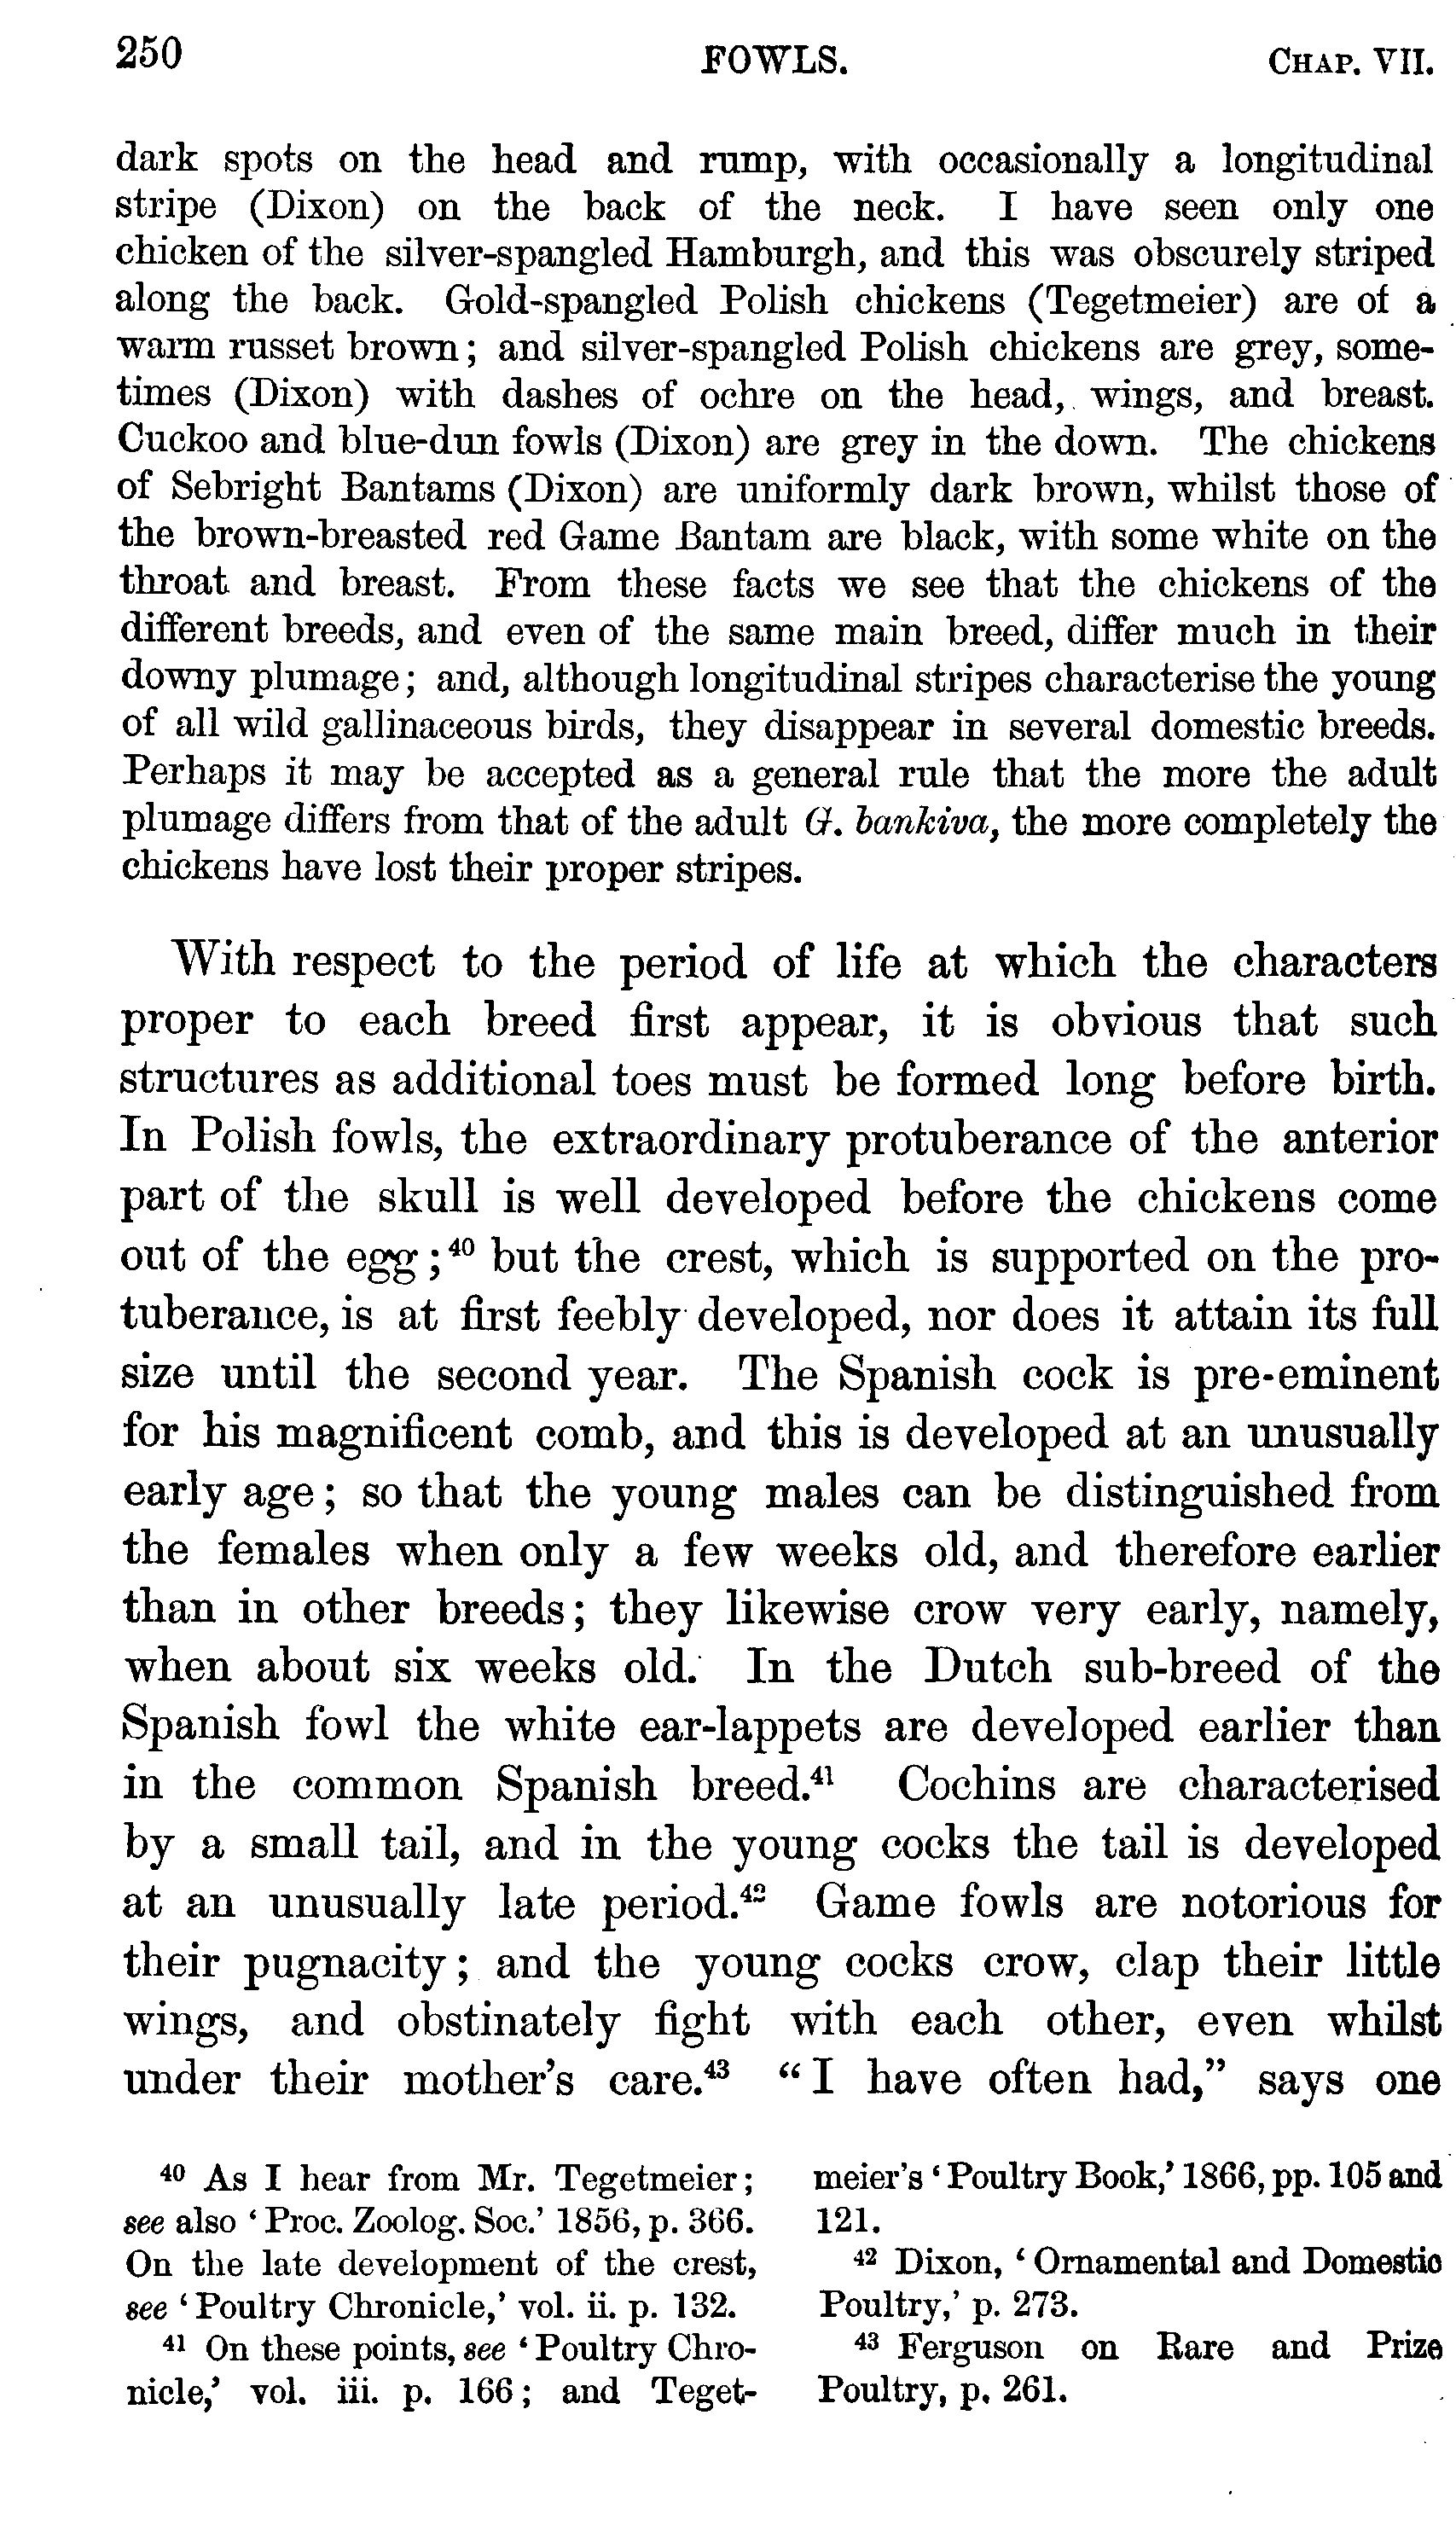 250 FOWLS. CHAP. VII.
dark spots on the head and rump, with occasionally a longitudinal
stripe (Dixon) on the back of the neck. I have seen only one
chicken of the silver-spangled Hamburgh, and this was obscurely striped
along the back. Gold-spangled Polish chickens (Tegetmeier) are of a
warm russet brown; and silver-spangled Polish chickens are grey, some-
times (Dixon) with dashes of ochre on the head, wings, and breast.
Cuckoo and blue-dun fowls (Dixon) are grey in the down. The chickens
of Sebright Bantams (Dixon) are uniformly dark brown, whilst those of
the brown-breasted red Game Bantam are black, with some white on the
throat and breast. From these facts we see that the chickens of the
different breeds, and even of the same main breed, differ much in their
downy plumage; and, although longitudinal stripes characterise the young
of all wild gallinaceous birds, they disappear in several domestic breeds.
Perhaps it may be accepted as a general rule that the more the adult
plumage differs from that of the adult G. bankiva, the more completely the
chickens have lost their proper stripes.
With respect to the period of life at which the characters
proper to each breed first appear, it is obvious that such
structures as additional toes must be formed long before birth.
In Polish fowls, the extraordinary protuberance of the anterior
part of the skull is well developed before the chickens come
out of the egg;⁴⁰ but the crest, which is supported on the pro-
tuberance, is at first feebly developed, nor does it attain its full
size until the second year. The Spanish cock is pre-eminent
for his magnificent comb, and this is developed at an unusually
early age; so that the young males can be distinguished from
the females when only a few weeks old, and therefore earlier
than in other breeds; they likewise crow very early, namely,
when about six weeks old. In the Dutch sub-breed of the
Spanish fowl the white ear-lappets are developed earlier than
in the common Spanish breed.⁴¹ Cochins are characterised
by a small tail, and in the young cocks the tail is developed
at an unusually late period.⁴² Game fowls are notorious for
their pugnacity; and the young cocks crow, clap their little
wings, and obstinately fight with each other, even whilst
under their mother's care.⁴³ "I have often had," says one
⁴⁰ As I hear from Mr. Tegetmeier;
see also 'Proc. Zoolog. Soc.' 1856, p. 366.
On the late development of the crest,
see 'Poultry Chronicle,' vol. ii. p. 132.
⁴¹ On these points, see 'Poultry Chro-
nicle,' vol. iii. p. 166; and Teget-
meier's 'Poultry Book,' 1866, pp. 105 and
121.
⁴² Dixon, 'Ornamental and Domestic
Poultry,' p. 273.
⁴³ Ferguson on Rare and Prize
Poultry, p. 261.